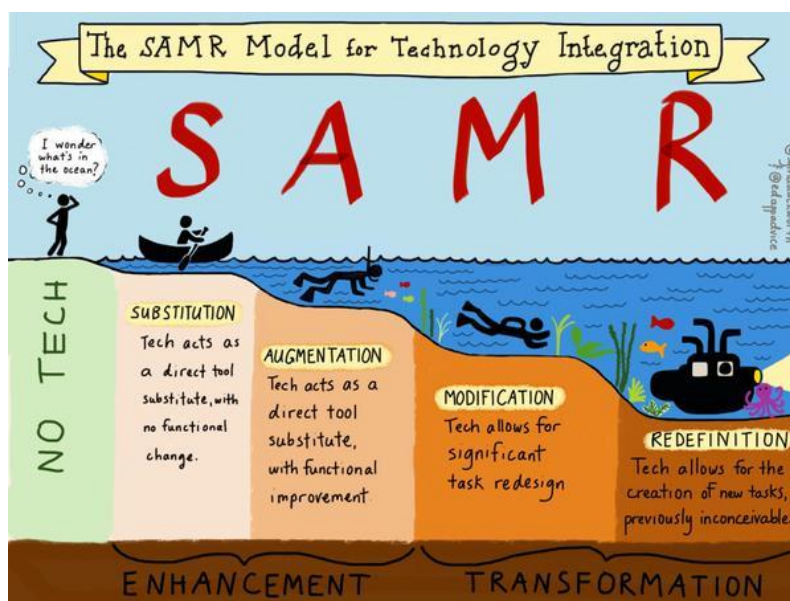 The SAMR Model for Technology Integration
S A M R
I wonder
what's in
the ocean?
@edappadvice
NO TECH
SUBSTITUTION
Tech acts as
a direct tool
substitute, with
no functional
change.
AUGMENTATION
Tech acts as a
direct tool
substitute,
with functional
improvement
MODIFICATION
Tech allows for
significant
task redesign
REDEFINITION
Tech allows for the
creation of new tasks,
previously inconceivable
ENHANCEMENT
TRANSFORMATION